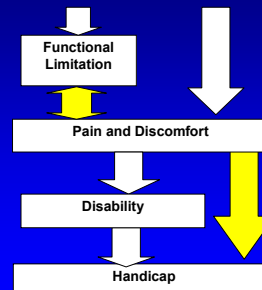 Functional
Limitation
Pain and Discomfort
Disability
Handicap